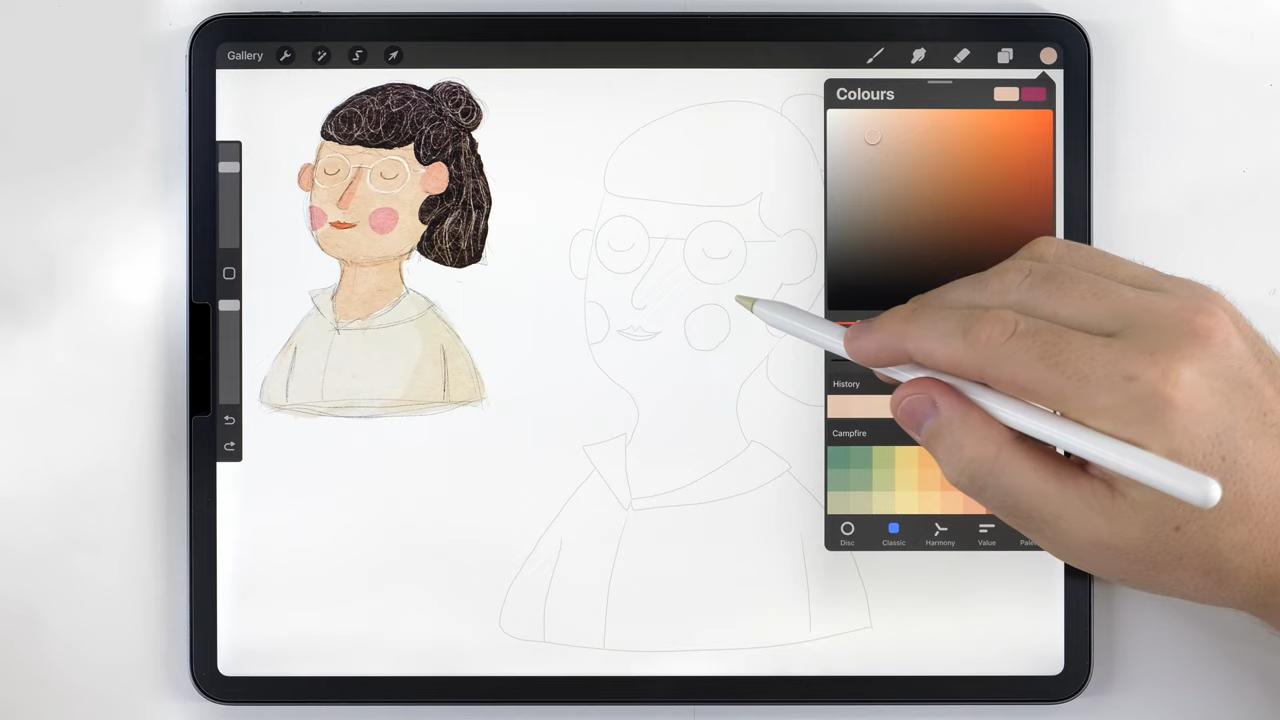 Gallery
Colours
History
Campfire
Disc
Classic
Harmony
Value